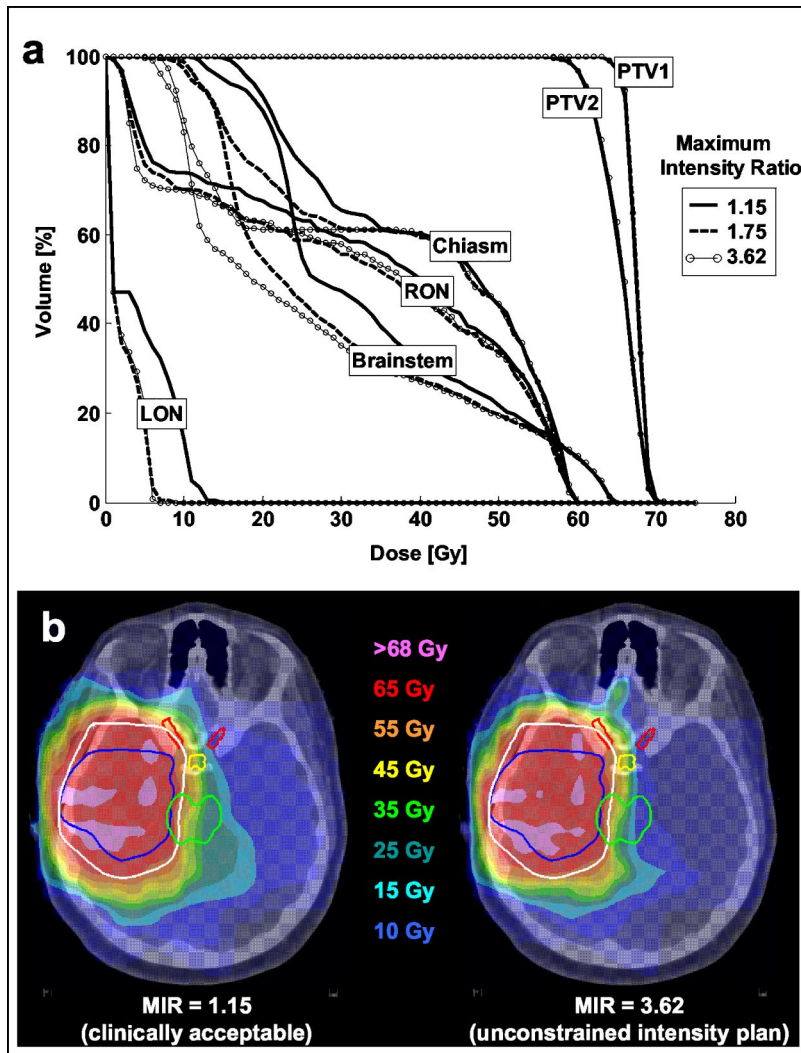 a
100
80
60
40
20
0
Volume [%]
0 10 20 30 40 50 60 70 80
Dose [Gy]
PTV1
PTV2
Chiasm
RON
Brainstem
LON
Maximum
Intensity Ratio
1.15
1.75
3.62
b
>68 Gy
65 Gy
55 Gy
45 Gy
35 Gy
25 Gy
15 Gy
10 Gy
MIR = 1.15
(clinically acceptable)
MIR = 3.62
(unconstrained intensity plan)